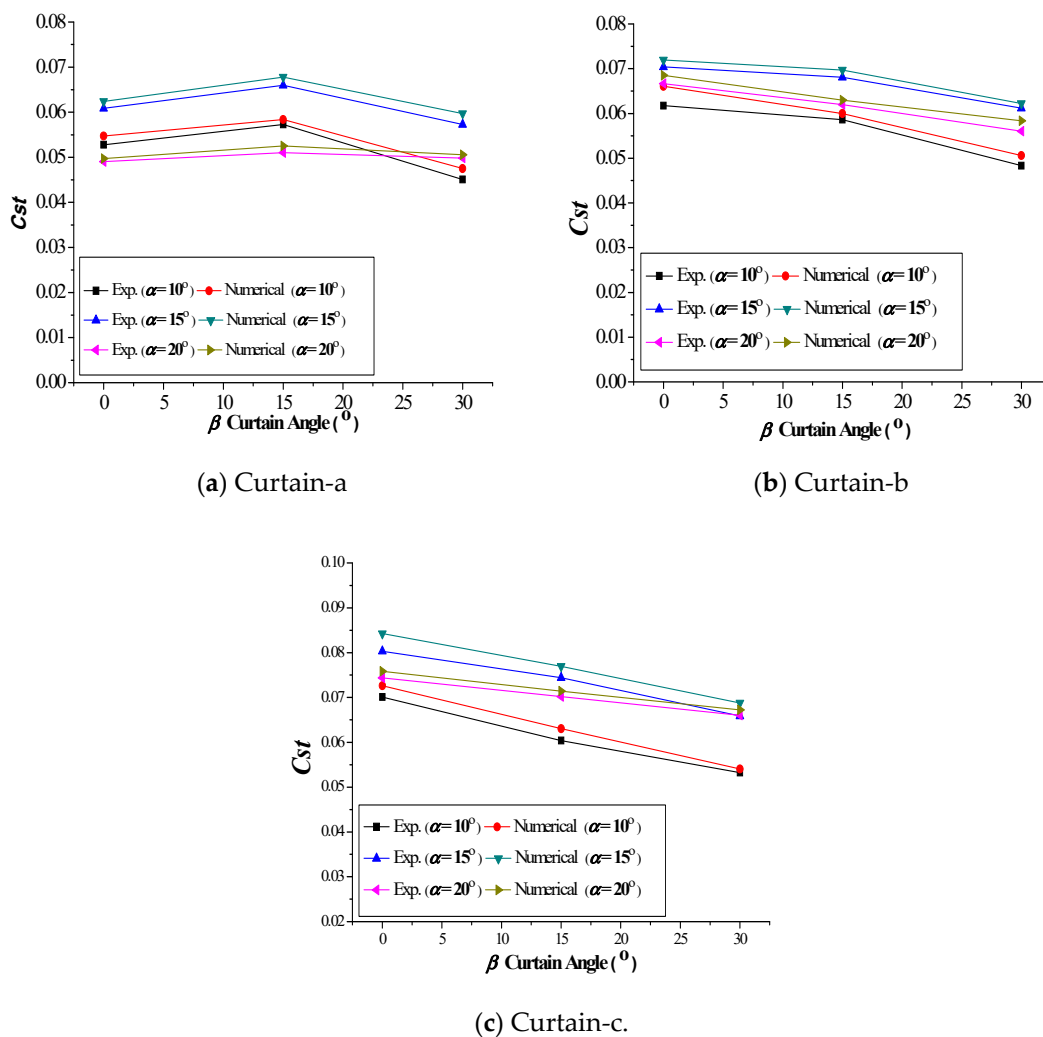 0.08
0.07
0.06
0.05
0.04
0.03
0.02
0.01
0.00
Cst
Exp. (α=10°) Numerical (α=10°)
Exp. (α=15°) Numerical (α=15°)
Exp. (α=20°) Numerical (α=20°)
0 5 10 15 20 25 30
β Curtain Angle (°)
(a) Curtain-a
0.08
0.07
0.06
0.05
0.04
0.03
0.02
0.01
0.00
Cst
Exp. (α=10°) Numerical (α=10°)
Exp. (α=15°) Numerical (α=15°)
Exp. (α=20°) Numerical (α=20°)
0 5 10 15 20 25 30
β Curtain Angle (°)
(b) Curtain-b
0.10
0.09
0.08
0.07
0.06
0.05
0.04
0.03
0.02
Cst
Exp. (α=10°) Numerical (α=10°)
Exp. (α=15°) Numerical (α=15°)
Exp. (α=20°) Numerical (α=20°)
0 5 10 15 20 25 30
β Curtain Angle (°)
(c) Curtain-c.